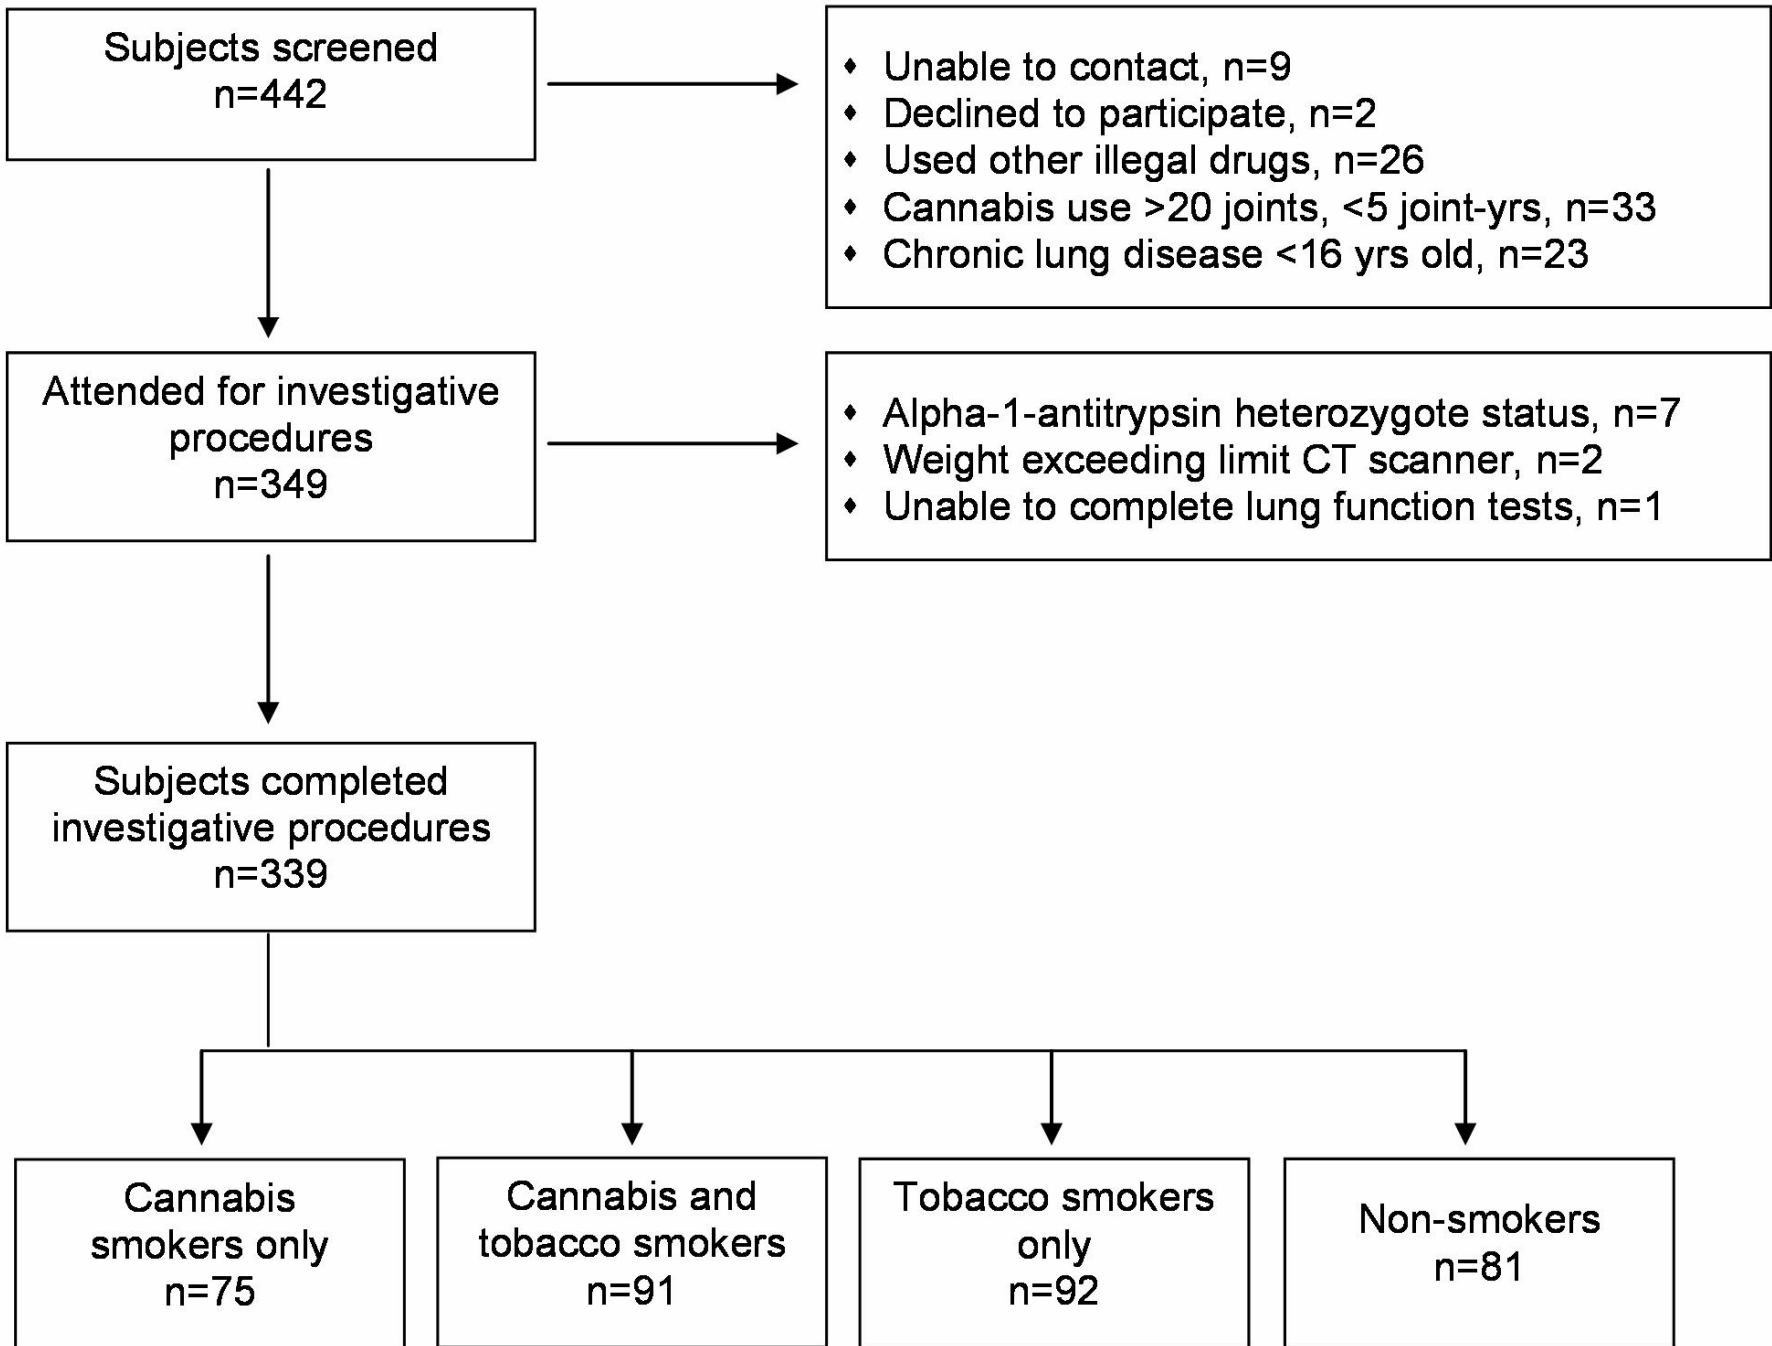 Subjects screened
n=442
♦ Unable to contact, n=9
♦ Declined to participate, n=2
♦ Used other illegal drugs, n=26
♦ Cannabis use >20 joints, <5 joint-yrs, n=33
♦ Chronic lung disease <16 yrs old, n=23
Attended for investigative
procedures
n=349
♦ Alpha-1-antitrypsin heterozygote status, n=7
♦ Weight exceeding limit CT scanner, n=2
♦ Unable to complete lung function tests, n=1
Subjects completed
investigative procedures
n=339
Cannabis
smokers only
n=75
Cannabis and
tobacco smokers
n=91
Tobacco smokers
only
n=92
Non-smokers
n=81